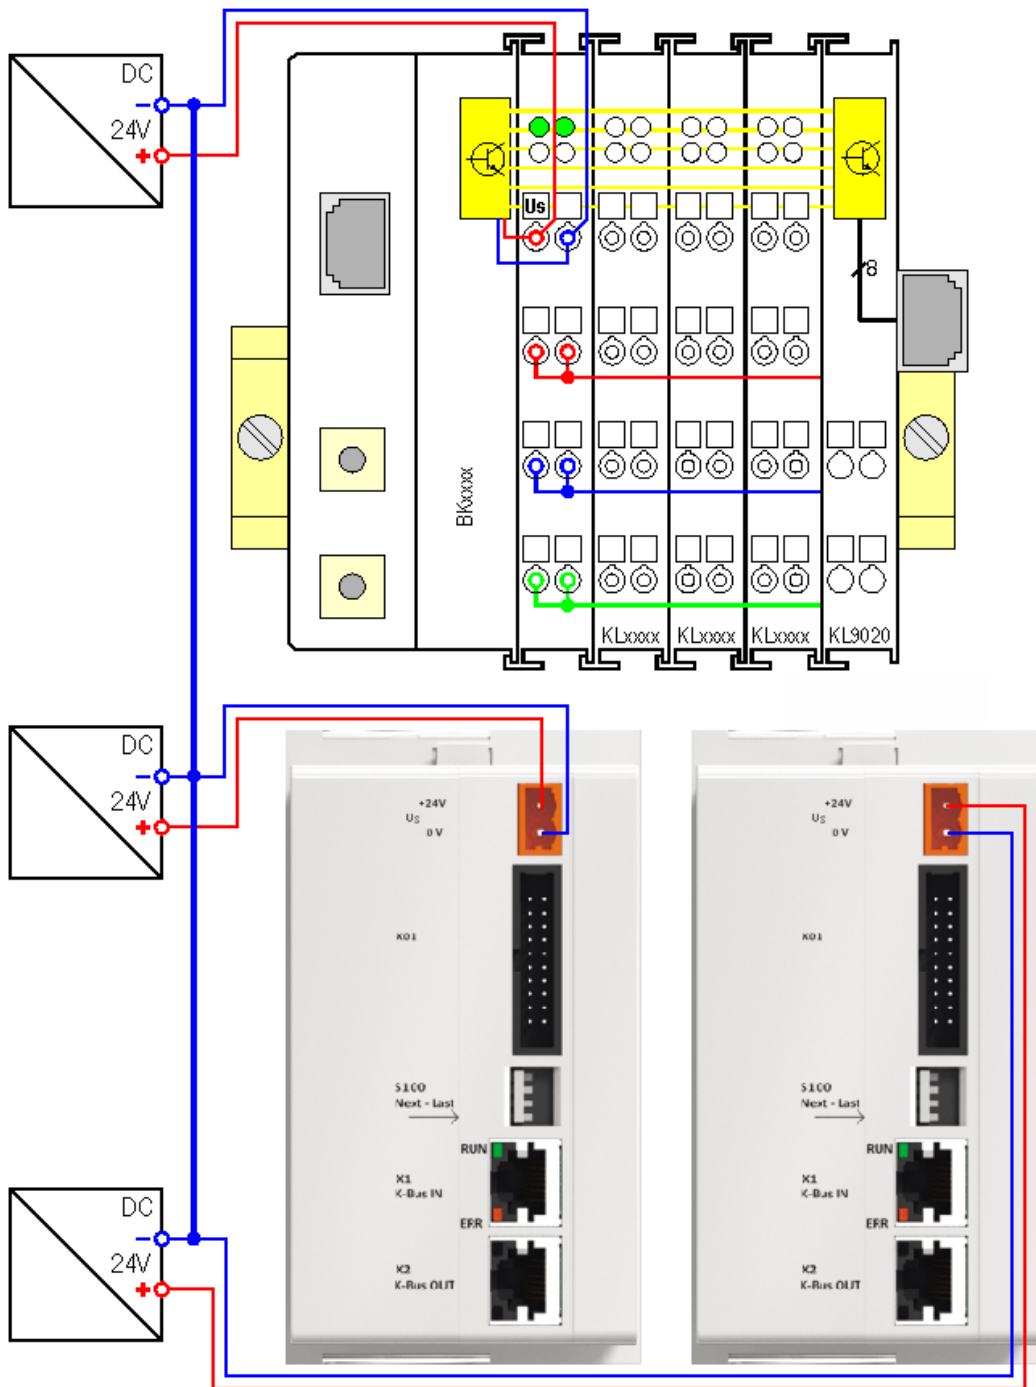 DC
−
24V
+
Us
8
BKxxxx
KLxxxx
KLxxxx
KLxxxx
KL9020
DC
−
24V
+
+24V
Us
0 V
X01
S100
Next - Last
RUN
X1
K-Bus IN
ERR
X2
K-Bus OUT
+24V
Us
0 V
X01
S100
Next - Last
RUN
X1
K-Bus IN
ERR
X2
K-Bus OUT
DC
−
24V
+